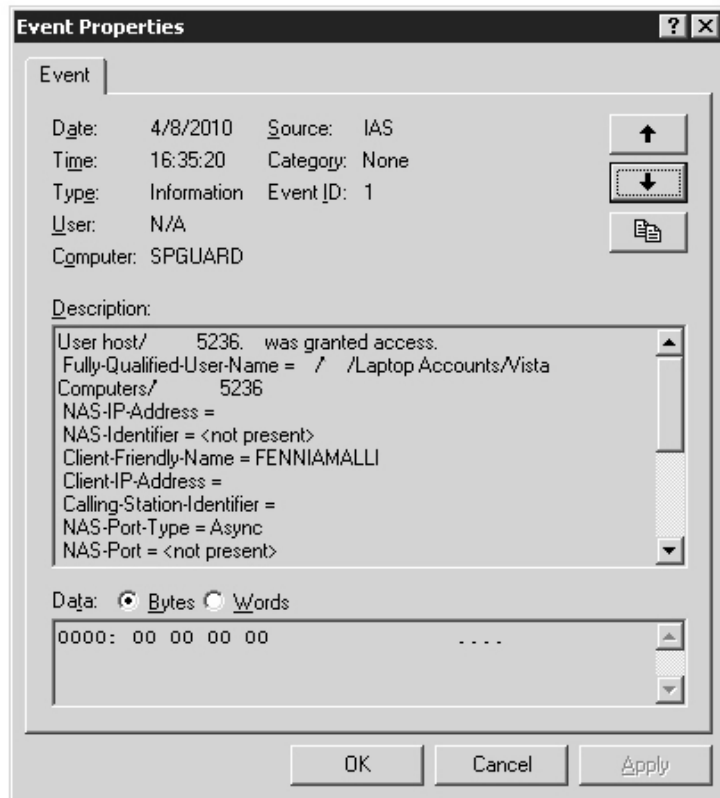 Event Properties
Event
Date: 4/8/2010 Source: IAS
Time: 16:35:20 Category: None
Type: Information Event ID: 1
User: N/A
Computer: SPGUARD
Description:
User host/ 5236. was granted access.
Fully-Qualified-User-Name = / /Laptop Accounts/Vista
Computers/ 5236
NAS-IP-Address =
NAS-Identifier = <not present>
Client-Friendly-Name = FENNIAMALLI
Client-IP-Address =
Calling-Station-Identifier =
NAS-Port-Type = Async
NAS-Port = <not present>
Data: Bytes Words
0000: 00 00 00 00 ....
OK Cancel Apply